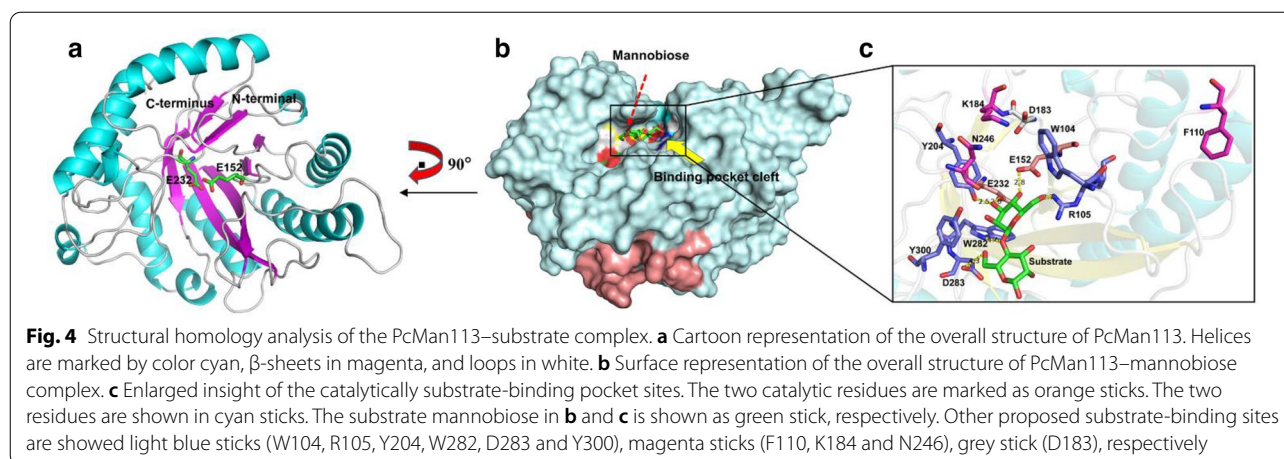 a
C-terminus
N-terminal
E152
E232
90°
b
Mannobiose
Binding pocket cleft
c
K184
D183
W104
F110
N246
Y204
E152
2.8
E232
R105
W282
Y300
Substrate
D283
Fig. 4 Structural homology analysis of the PcMan113–substrate complex. a Cartoon representation of the overall structure of PcMan113. Helices
are marked by color cyan, β-sheets in magenta, and loops in white. b Surface representation of the overall structure of PcMan113–mannobiose
complex. c Enlarged insight of the catalytically substrate-binding pocket sites. The two catalytic residues are marked as orange sticks. The two
residues are shown in cyan sticks. The substrate mannobiose in b and c is shown as green stick, respectively. Other proposed substrate-binding sites
are showed light blue sticks (W104, R105, Y204, W282, D283 and Y300), magenta sticks (F110, K184 and N246), grey stick (D183), respectively